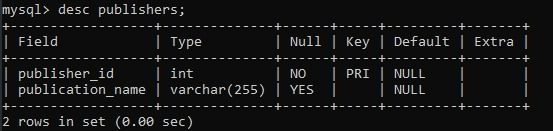 mysql> desc publishers;
+------------------+--------------+------+-----+---------+-------+
| Field            | Type         | Null | Key | Default | Extra |
+------------------+--------------+------+-----+---------+-------+
| publisher_id     | int          | NO   | PRI | NULL    |       |
| publication_name | varchar(255) | YES  |     | NULL    |       |
+------------------+--------------+------+-----+---------+-------+
2 rows in set (0.00 sec)